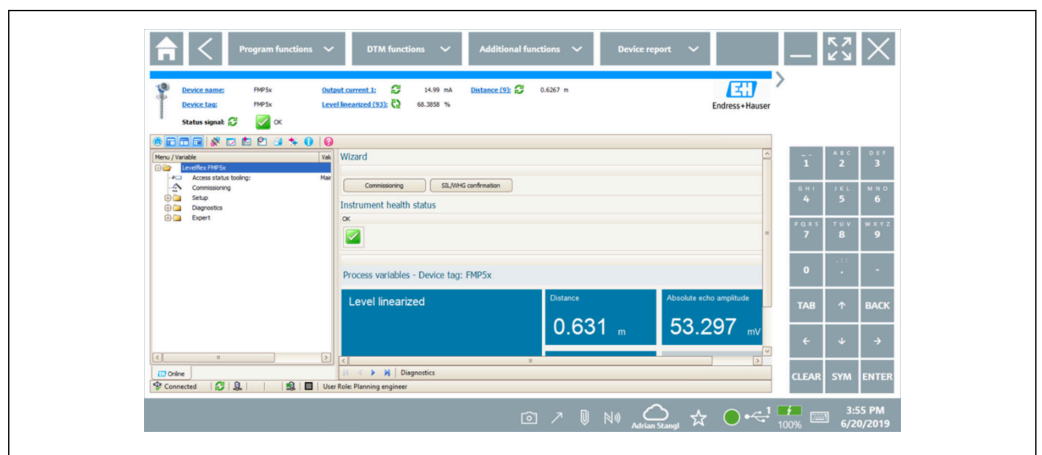 Program functions DTM functions Additional functions Device report
Device name: FMP5x Output current 1: 14.99 mA Distance (9): 0.6267 m
Device tag: FMP5x Level linearized (93): 68.3858 %
Status signal: OK
EH
Endress+Hauser
Menu / Variable Valu
Levelflex FMP5x
Access status tooling: Mair
Commissioning
Setup
Diagnostics
Expert
Online
Wizard
Commissioning SIL/WHG confirmation
Instrument health status
OK
Process variables - Device tag: FMP5x
Level linearized
Distance
0.631 m
Absolute echo amplitude
53.297 mV
Diagnostics
Connected User Role: Planning engineer
1 ABC 2 DEF 3
GHI 4 JKL 5 MNO 6
PQRS 7 TUV 8 WXYZ 9
0 . -
TAB ↑ BACK
← ↓ →
CLEAR SYM ENTER
Adrian Stangl 1 100% 3:55 PM
6/20/2019